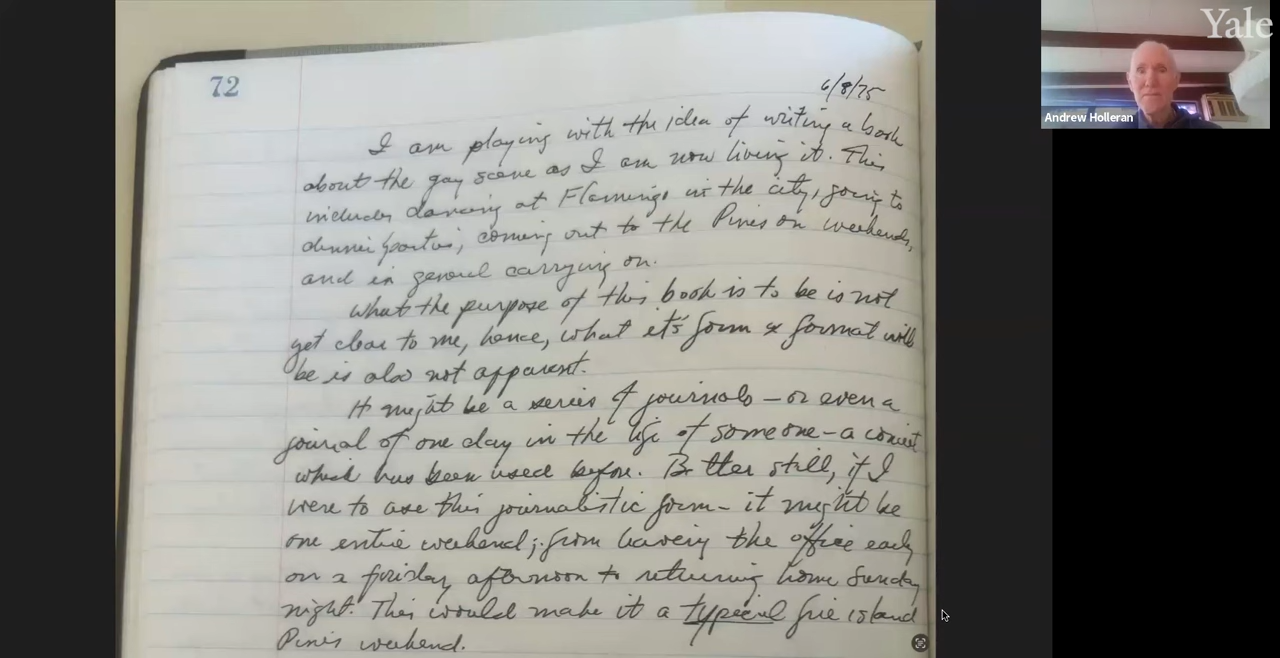 72
6/8/75
I am playing with the idea of writing a book
about the gay scene as I am now living it. This
includes dancing at Flamingo in the city, going to
dinner parties, coming out to the Pines on weekends,
and in general carrying on.
What the purpose of this book is to be is not
yet clear to me, hence, what it's form & format will
be is also not apparent.
It might be a series of journals – or even a
journal of one day in the life of someone – a conceit
which has been used before. Better still, if I
were to use this journalistic form – it might be
one entire weekend; from leaving the office early
on a friday afternoon to returning home Sunday
night. This would make it a typical fire island
Pines weekend.
Yale
Andrew Holleran